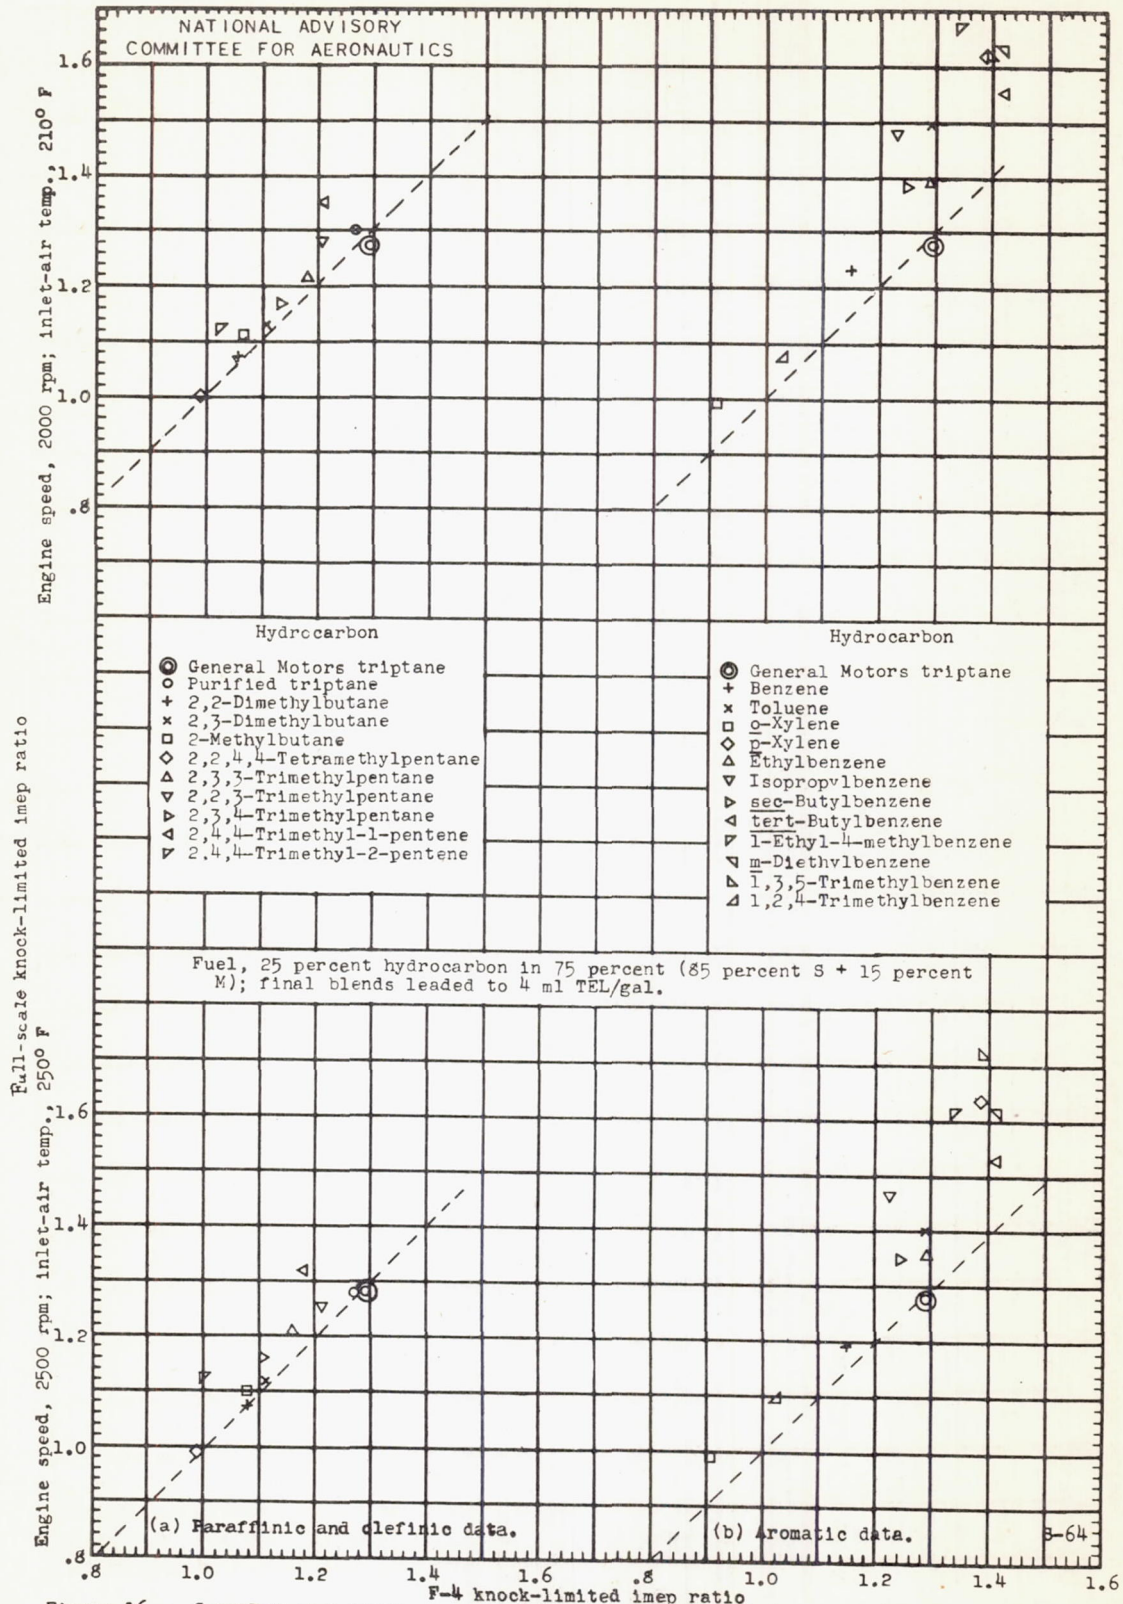 NATIONAL ADVISORY
COMMITTEE FOR AERONAUTICS
Full-scale knock-limited imep ratio
Engine speed, 2000 rpm; inlet-air temp., 210° F
1.6
1.4
1.2
1.0
.8
Hydrocarbon
General Motors triptane
Purified triptane
2,2-Dimethylbutane
2,3-Dimethylbutane
2-Methylbutane
2,2,4,4-Tetramethylpentane
2,3,3-Trimethylpentane
2,2,3-Trimethylpentane
2,3,4-Trimethylpentane
2,4,4-Trimethyl-1-pentene
2,4,4-Trimethyl-2-pentene
Hydrocarbon
General Motors triptane
Benzene
Toluene
o-Xylene
p-Xylene
Ethylbenzene
Isopropylbenzene
sec-Butylbenzene
tert-Butylbenzene
1-Ethyl-4-methylbenzene
m-Diethylbenzene
1,3,5-Trimethylbenzene
1,2,4-Trimethylbenzene
Fuel, 25 percent hydrocarbon in 75 percent (85 percent S + 15 percent
M); final blends leaded to 4 ml TEL/gal.
Engine speed, 2500 rpm; inlet-air temp., 250° F
1.6
1.4
1.2
1.0
.8
(a) Paraffinic and olefinic data.
(b) Aromatic data.
S-64
.8 1.0 1.2 1.4 1.6 .8 1.0 1.2 1.4 1.6
F-4 knock-limited imep ratio